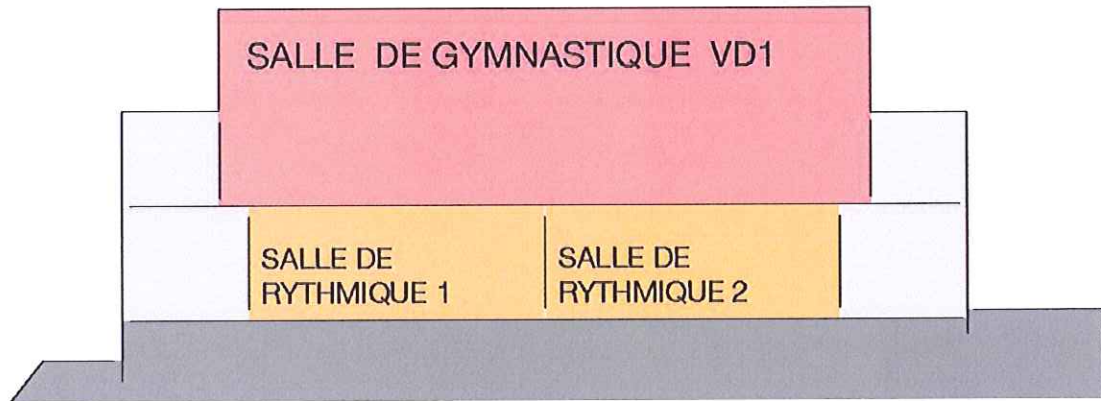 SALLE DE GYMNASTIQUE VD1
SALLE DE
RYTHMIQUE 1
SALLE DE
RYTHMIQUE 2